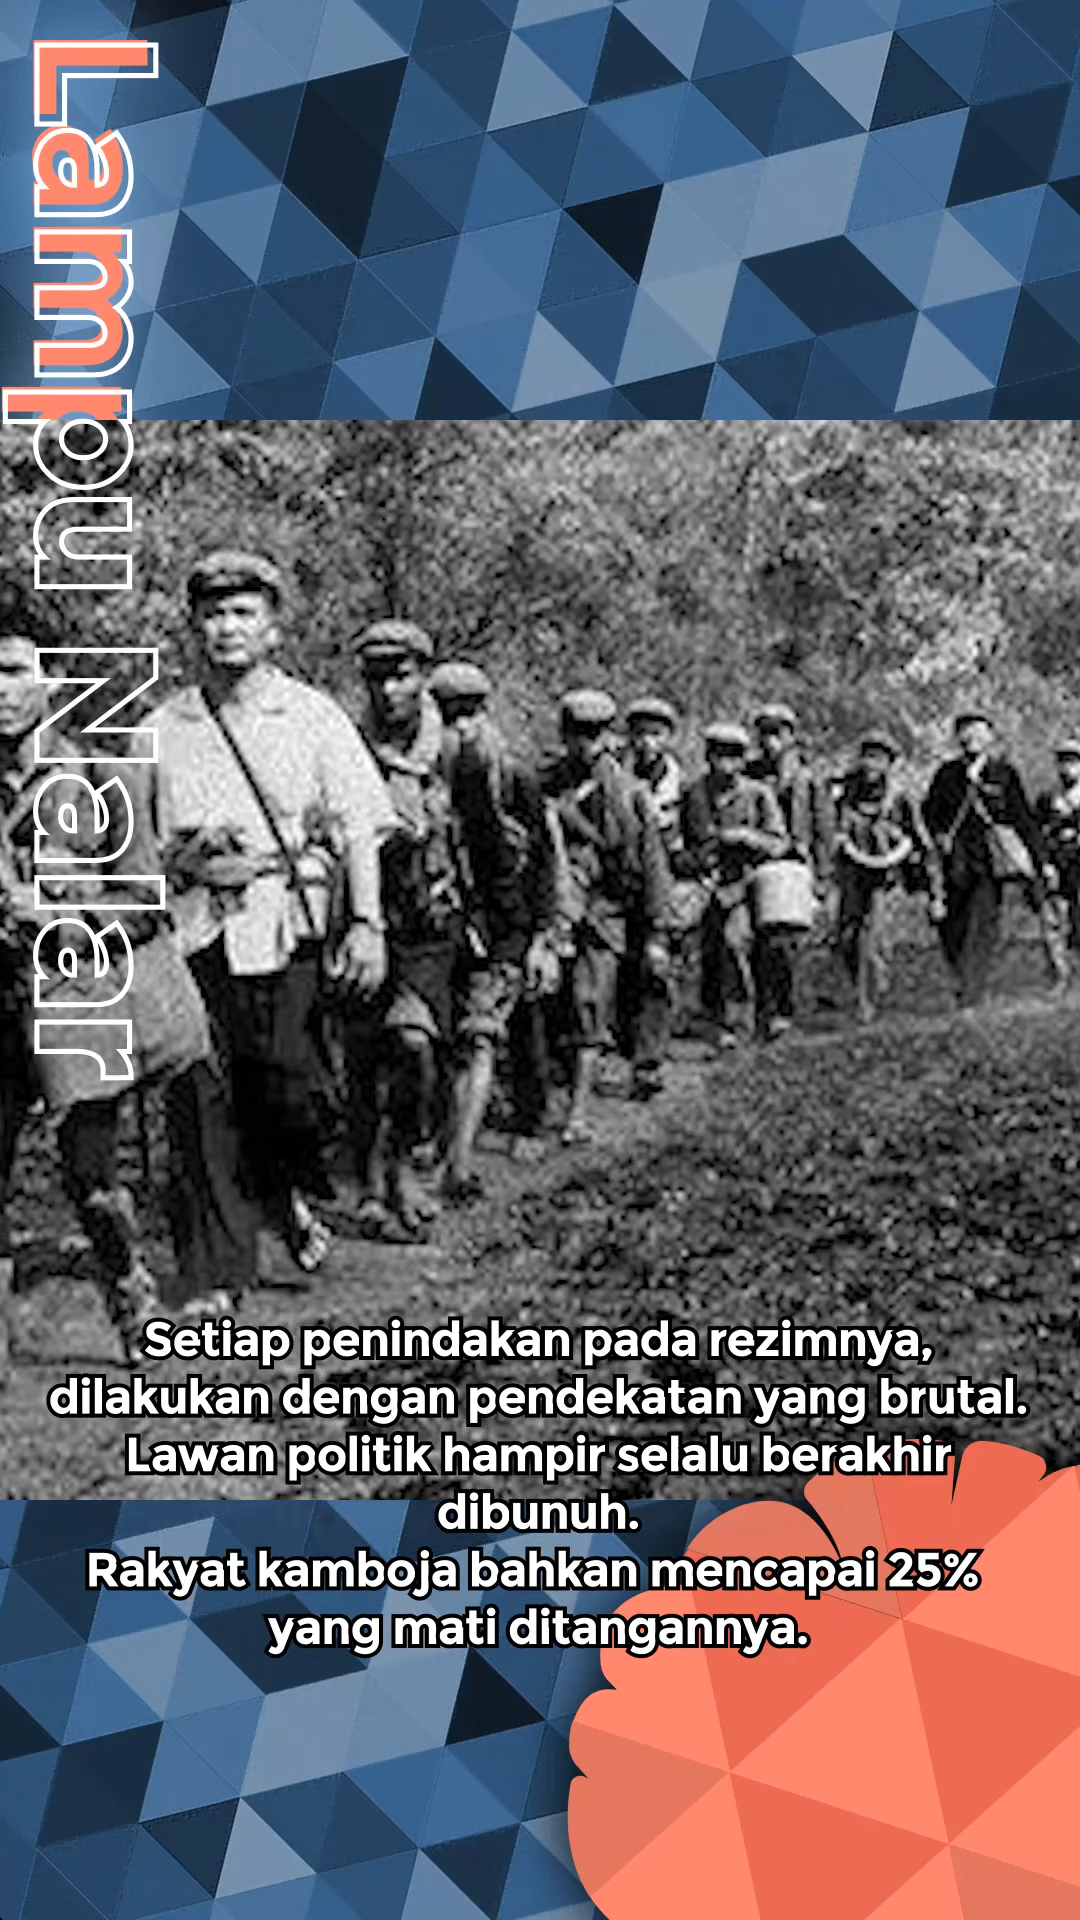 Lampu Nalar
Setiap penindakan pada rezimnya,
dilakukan dengan pendekatan yang brutal.
Lawan politik hampir selalu berakhir
dibunuh.
Rakyat kamboja bahkan mencapai 25%
yang mati ditangannya.